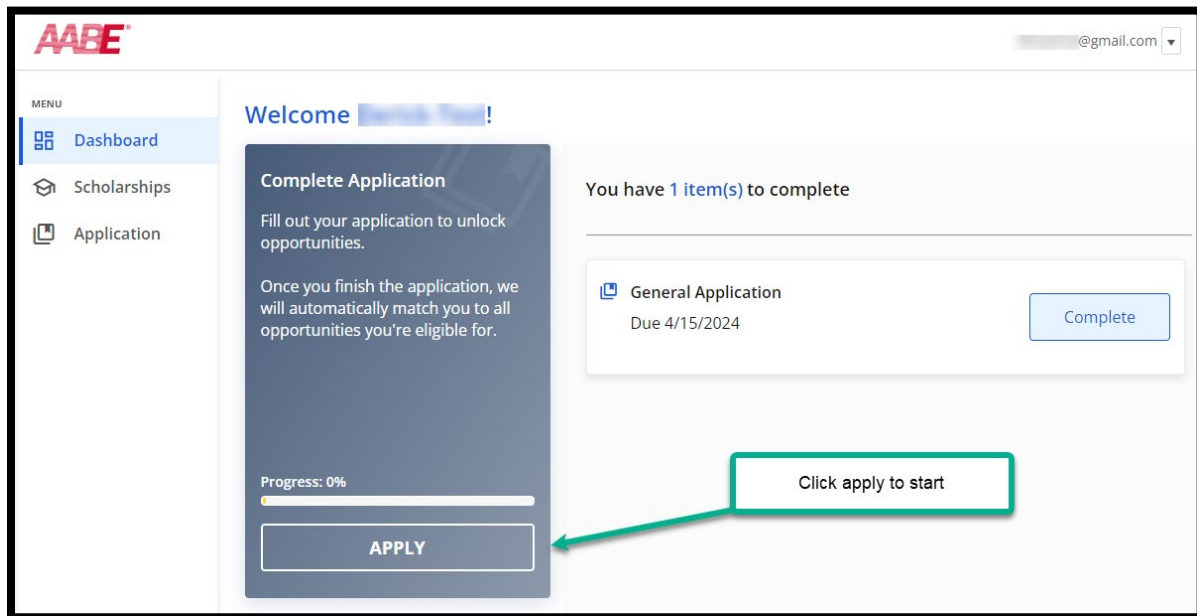 AABE®
@gmail.com
MENU
Dashboard
Scholarships
Application
Welcome !
Complete Application
Fill out your application to unlock
opportunities.
Once you finish the application, we
will automatically match you to all
opportunities you're eligible for.
Progress: 0%
APPLY
You have 1 item(s) to complete
General Application
Due 4/15/2024
Complete
Click apply to start